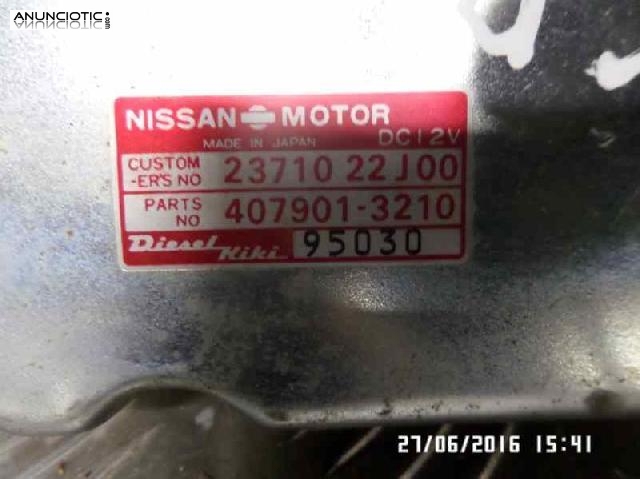 ANUNCIOTIC:
.com
NISSAN MOTOR
MADE IN JAPAN DC12V
CUSTOM
-ER'S NO 23710 22J00
PARTS
NO 407901-3210
Diesel Kiki 95030
27/06/2016 15:41